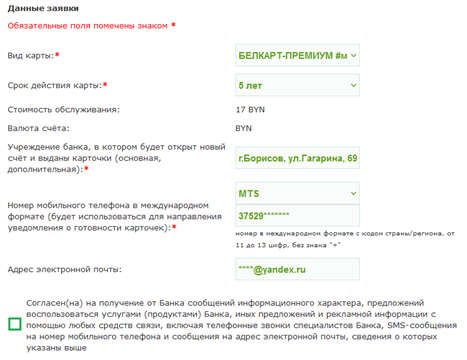 Данные заявки
Обязательные поля помечены знаком *
Вид карты:* БЕЛКАРТ-ПРЕМИУМ #м
Срок действия карты:* 5 лет
Стоимость обслуживания: 17 BYN
Валюта счёта: BYN
Учреждение банка, в котором будет открыт новый
счёт и выданы карточки (основная,
дополнительная):*
г.Борисов, ул.Гагарина, 69
Номер мобильного телефона в международном
формате (будет использоваться для направления
уведомления о готовности карточек):*
MTS
37529*******
номер в международном формате с кодом страны/региона, от
11 до 13 цифр, без знака "+"
Адрес электронной почты: ****@yandex.ru
Согласен(на) на получение от Банка сообщений информационного характера, предложений
воспользоваться услугами (продуктами) Банка, иных предложений и рекламной информации с
помощью любых средств связи, включая телефонные звонки специалистов Банка, SMS-сообщения
на номер мобильного телефона и сообщения на адрес электронной почты, сведения о которых
указаны выше